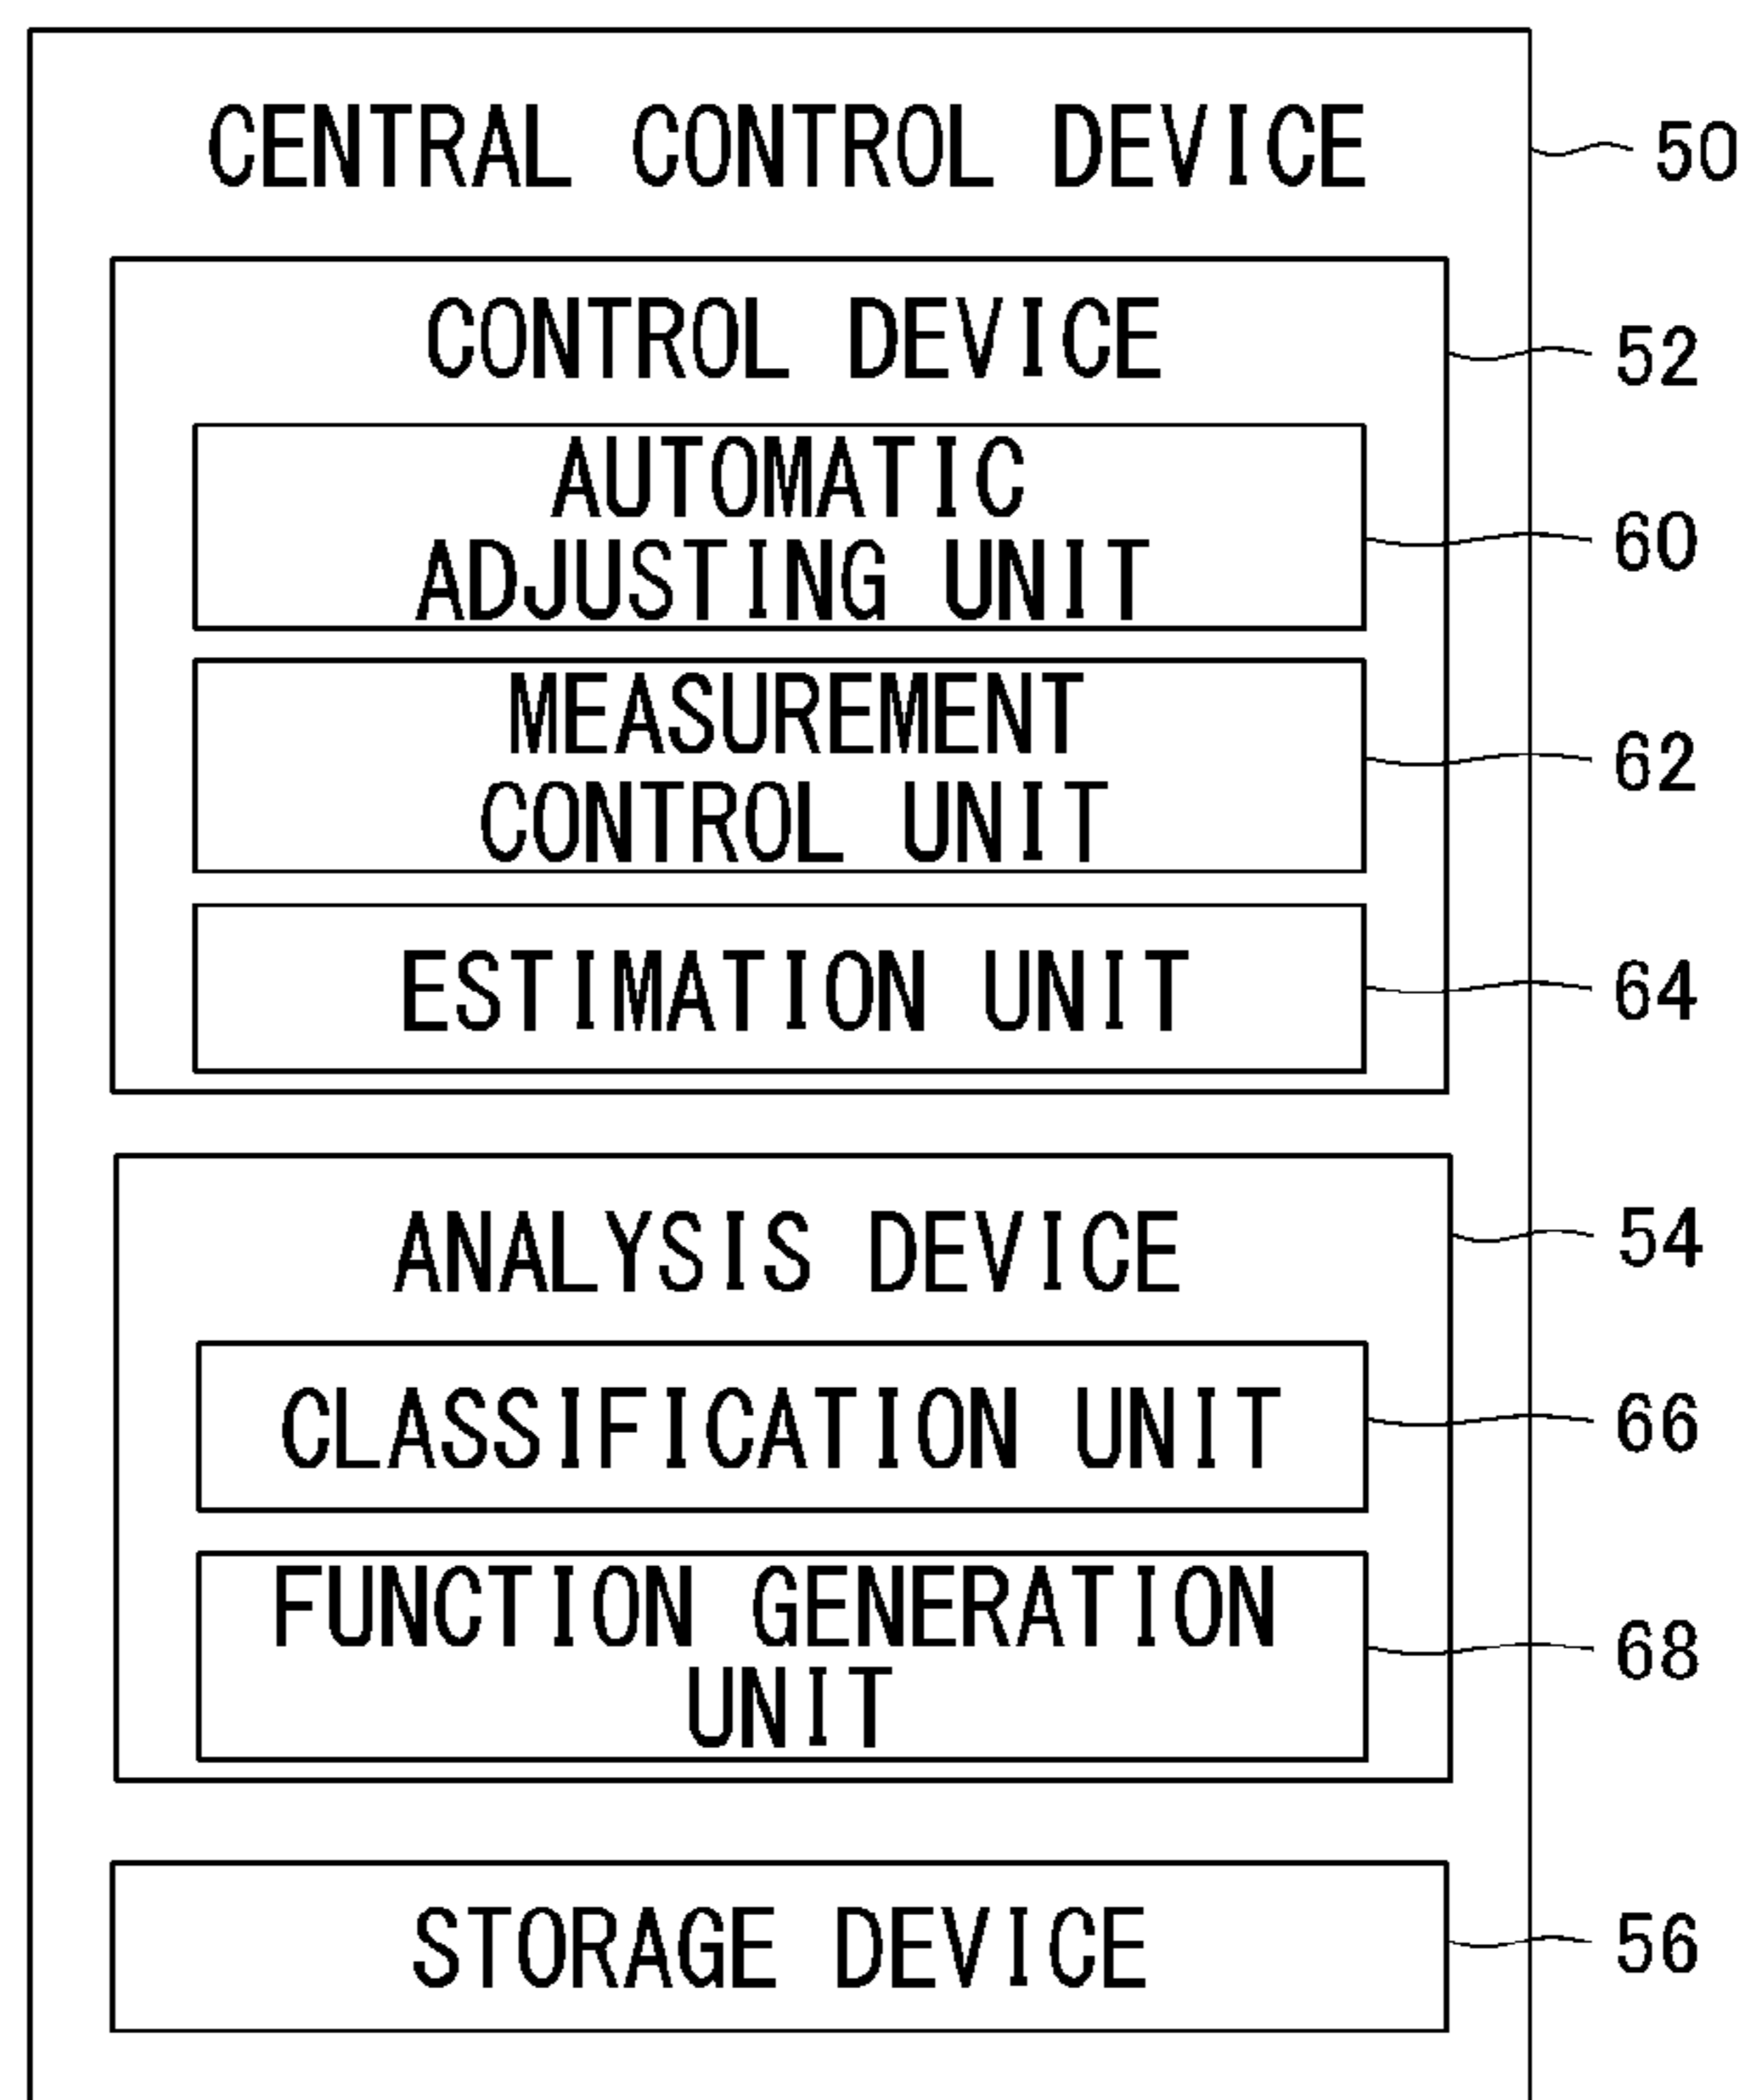 CENTRAL CONTROL DEVICE
50
CONTROL DEVICE
52
AUTOMATIC
ADJUSTING UNIT
60
MEASUREMENT
CONTROL UNIT
62
ESTIMATION UNIT
64
ANALYSIS DEVICE
54
CLASSIFICATION UNIT
66
FUNCTION GENERATION
UNIT
68
STORAGE DEVICE
56